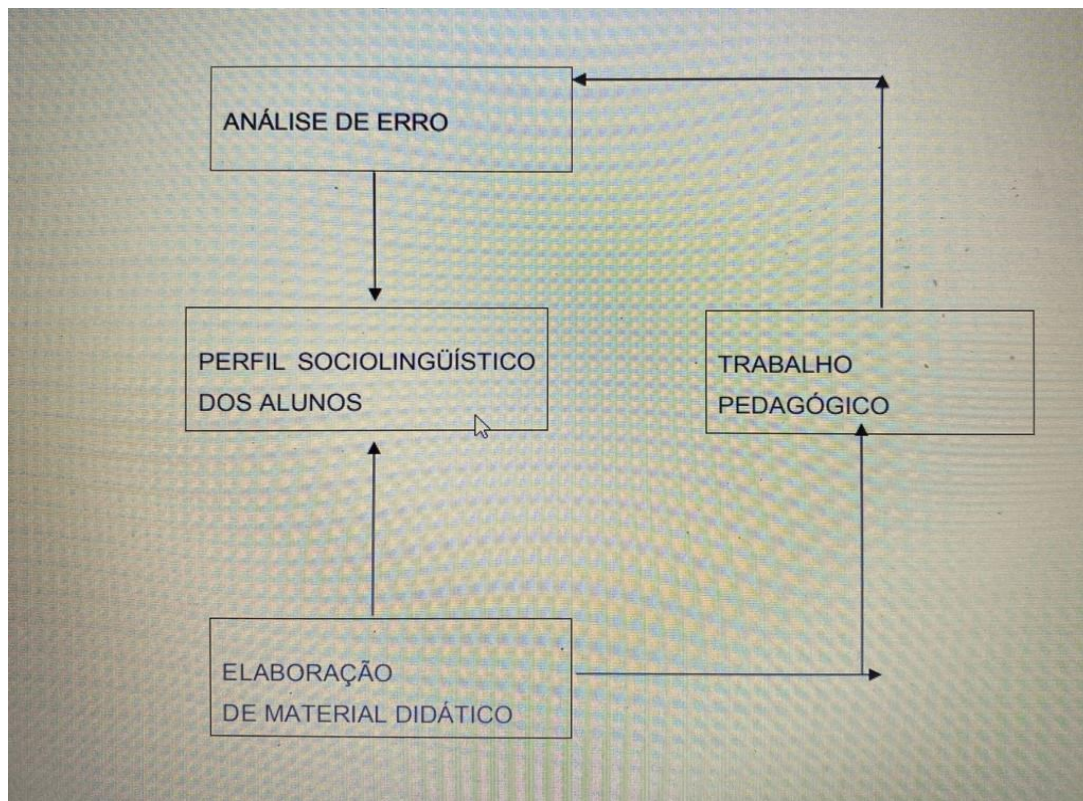 ANÁLISE DE ERRO
PERFIL SOCIOLINGÜÍSTICO
DOS ALUNOS
TRABALHO
PEDAGÓGICO
ELABORAÇÃO
DE MATERIAL DIDÁTICO